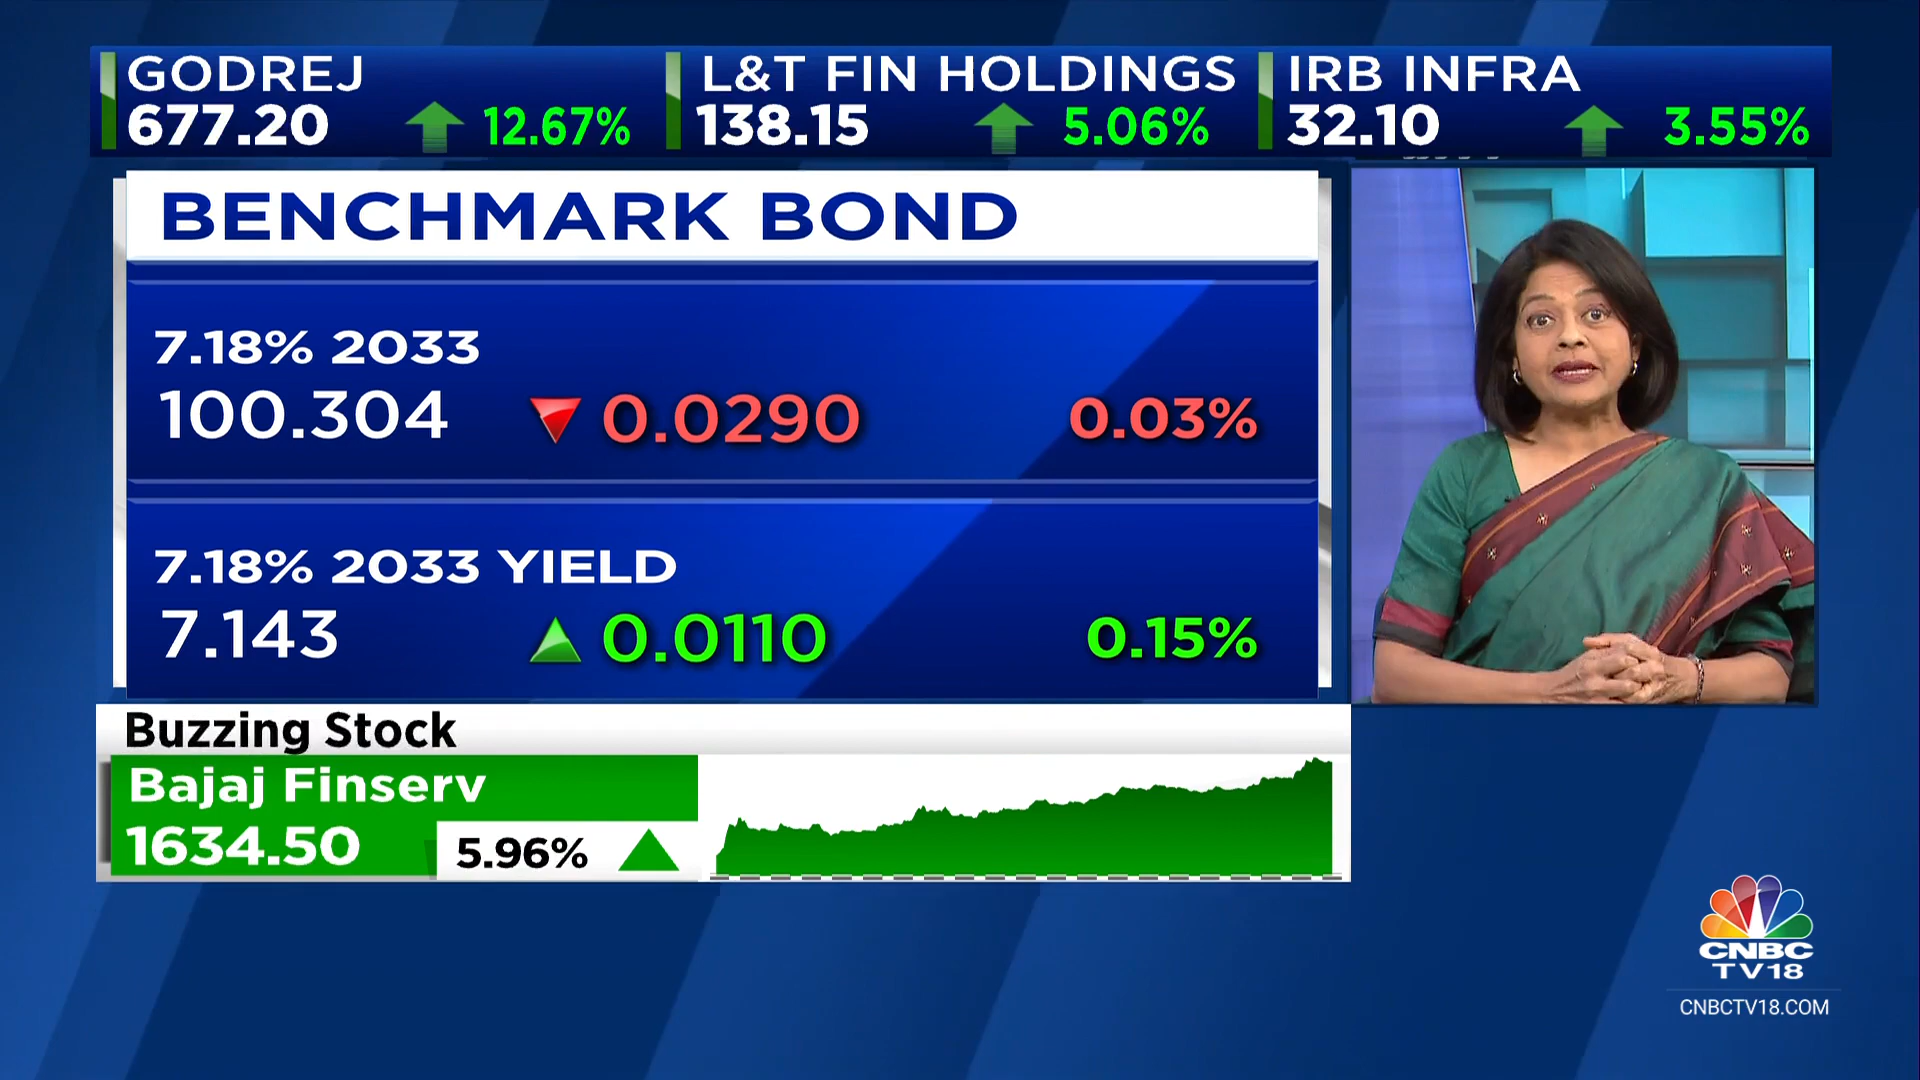 GODREJ
677.20 12.67%
L&T FIN HOLDINGS
138.15 5.06%
IRB INFRA
32.10 3.55%
BENCHMARK BOND
7.18% 2033
100.304 0.0290 0.03%
7.18% 2033 YIELD
7.143 0.0110 0.15%
Buzzing Stock
Bajaj Finserv
1634.50 5.96%
CNBC
TV18
CNBCTV18.COM